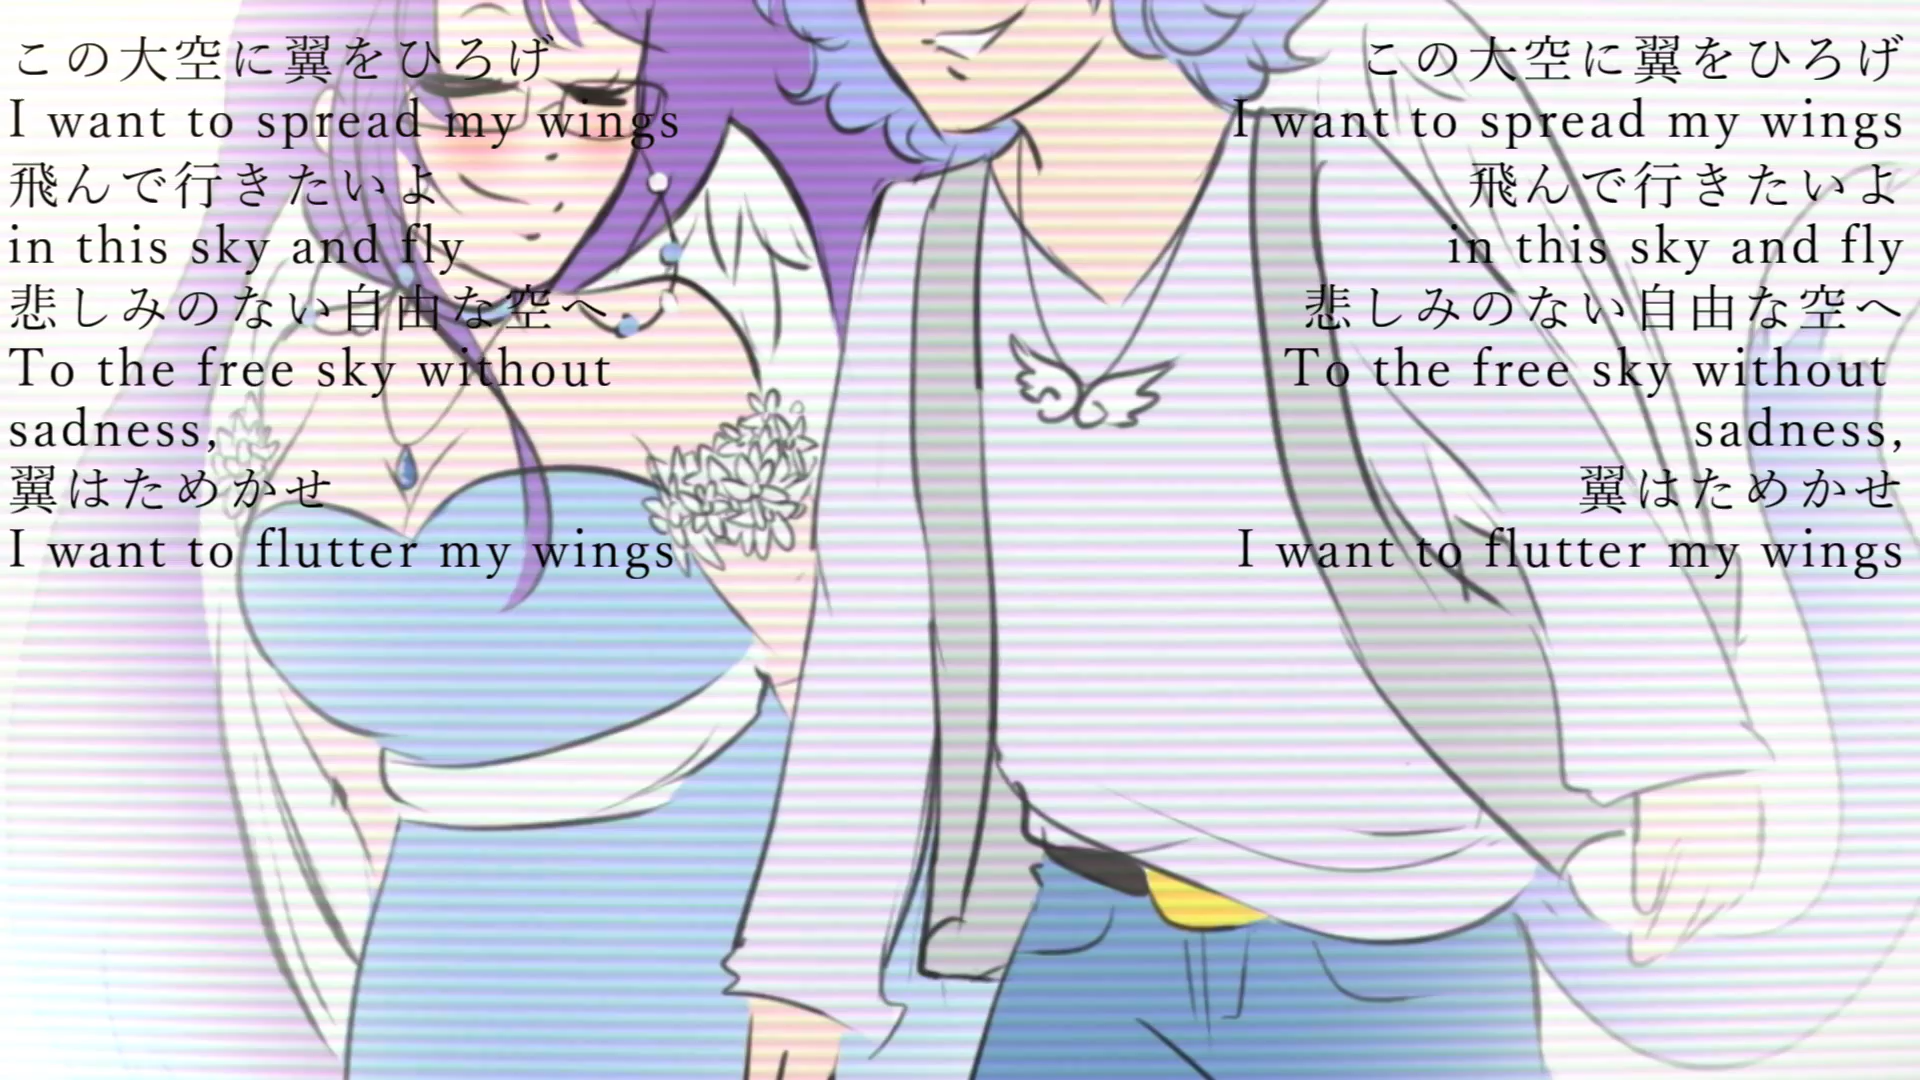 この大空に翼をひろげ
I want to spread my wings
飛んで行きたいよ
in this sky and fly
悲しみのない自由な空へ
To the free sky without
sadness,
翼はためかせ
I want to flutter my wings
この大空に翼をひろげ
I want to spread my wings
飛んで行きたいよ
in this sky and fly
悲しみのない自由な空へ
To the free sky without
sadness,
翼はためかせ
I want to flutter my wings